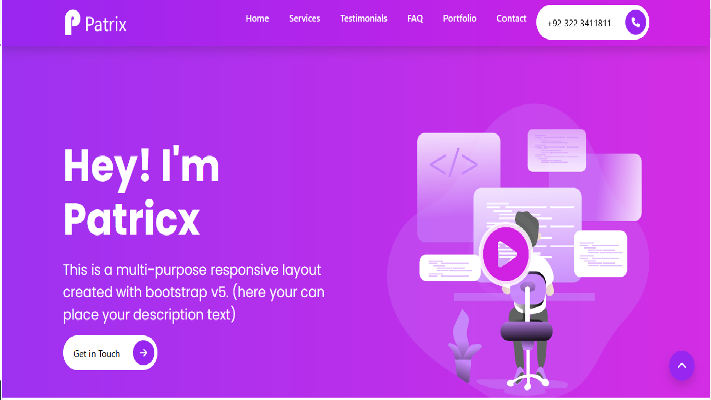 Patrix
Home Services Testimonials FAQ Portfolio Contact +92 322 3411811
Hey! I'm
Patricx
This is a multi-purpose responsive layout
created with bootstrap v5. (here your can
place your description text)
Get in Touch